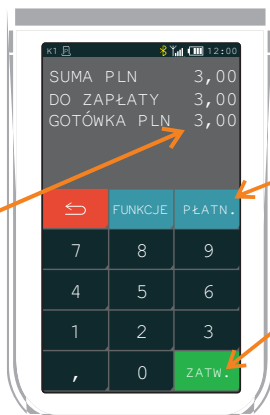 K1 12:00
SUMA PLN 3,00
DO ZAPŁATY 3,00
GOTÓWKA PLN 3,00
FUNKCJE PŁATN.
7 8 9
4 5 6
1 2 3
, 0 ZATW.